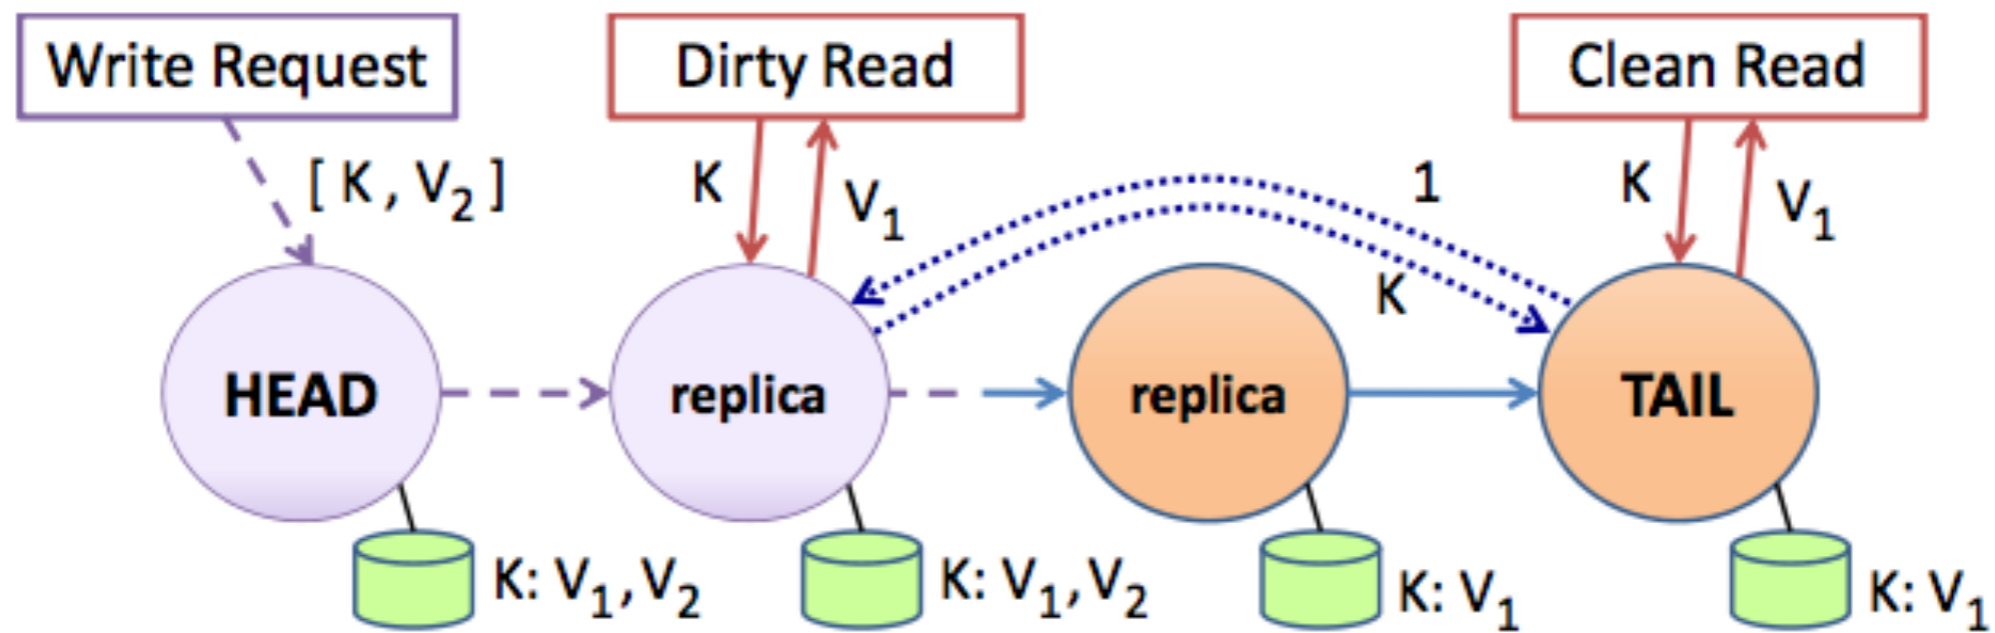 Write Request
Dirty Read
Clean Read
[ K , V2 ]
K
V1
1
K
K
V1
HEAD
replica
replica
TAIL
K: V1,V2
K: V1,V2
K: V1
K: V1